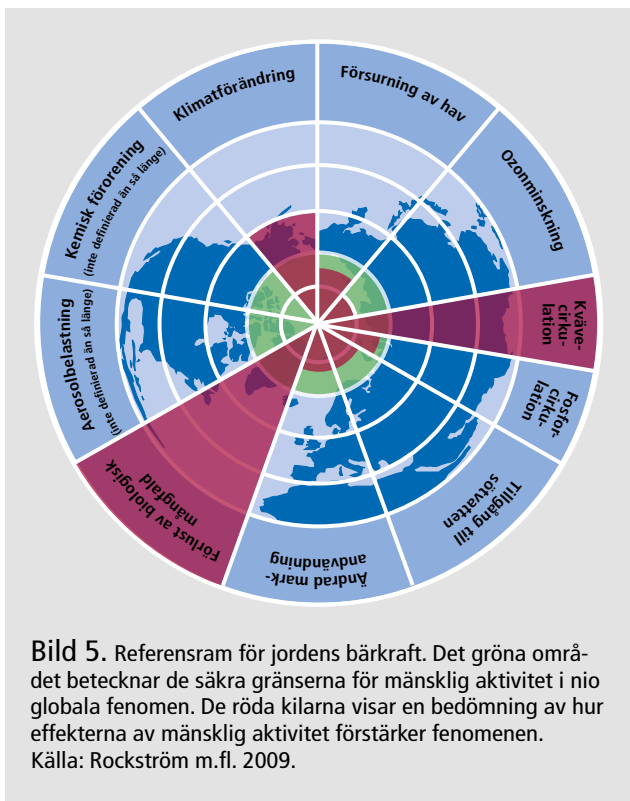 Klimatförändring
Försurning av hav
Ozonminskning
Kväve-
cirku-
lation
Fosfor-
cirku-
lation
Tillgång till
sötvatten
Ändrad mark-
andvändning
Förlust av biologisk
mångfald
Aerosolbelastning
(inte definierad än så länge)
Kemisk förorening
(inte definierad än så länge)
Bild 5. Referensram för jordens bärkraft. Det gröna områ-
det betecknar de säkra gränserna för mänsklig aktivitet i nio
globala fenomen. De röda kilarna visar en bedömning av hur
effekterna av mänsklig aktivitet förstärker fenomenen.
Källa: Rockström m.fl. 2009.